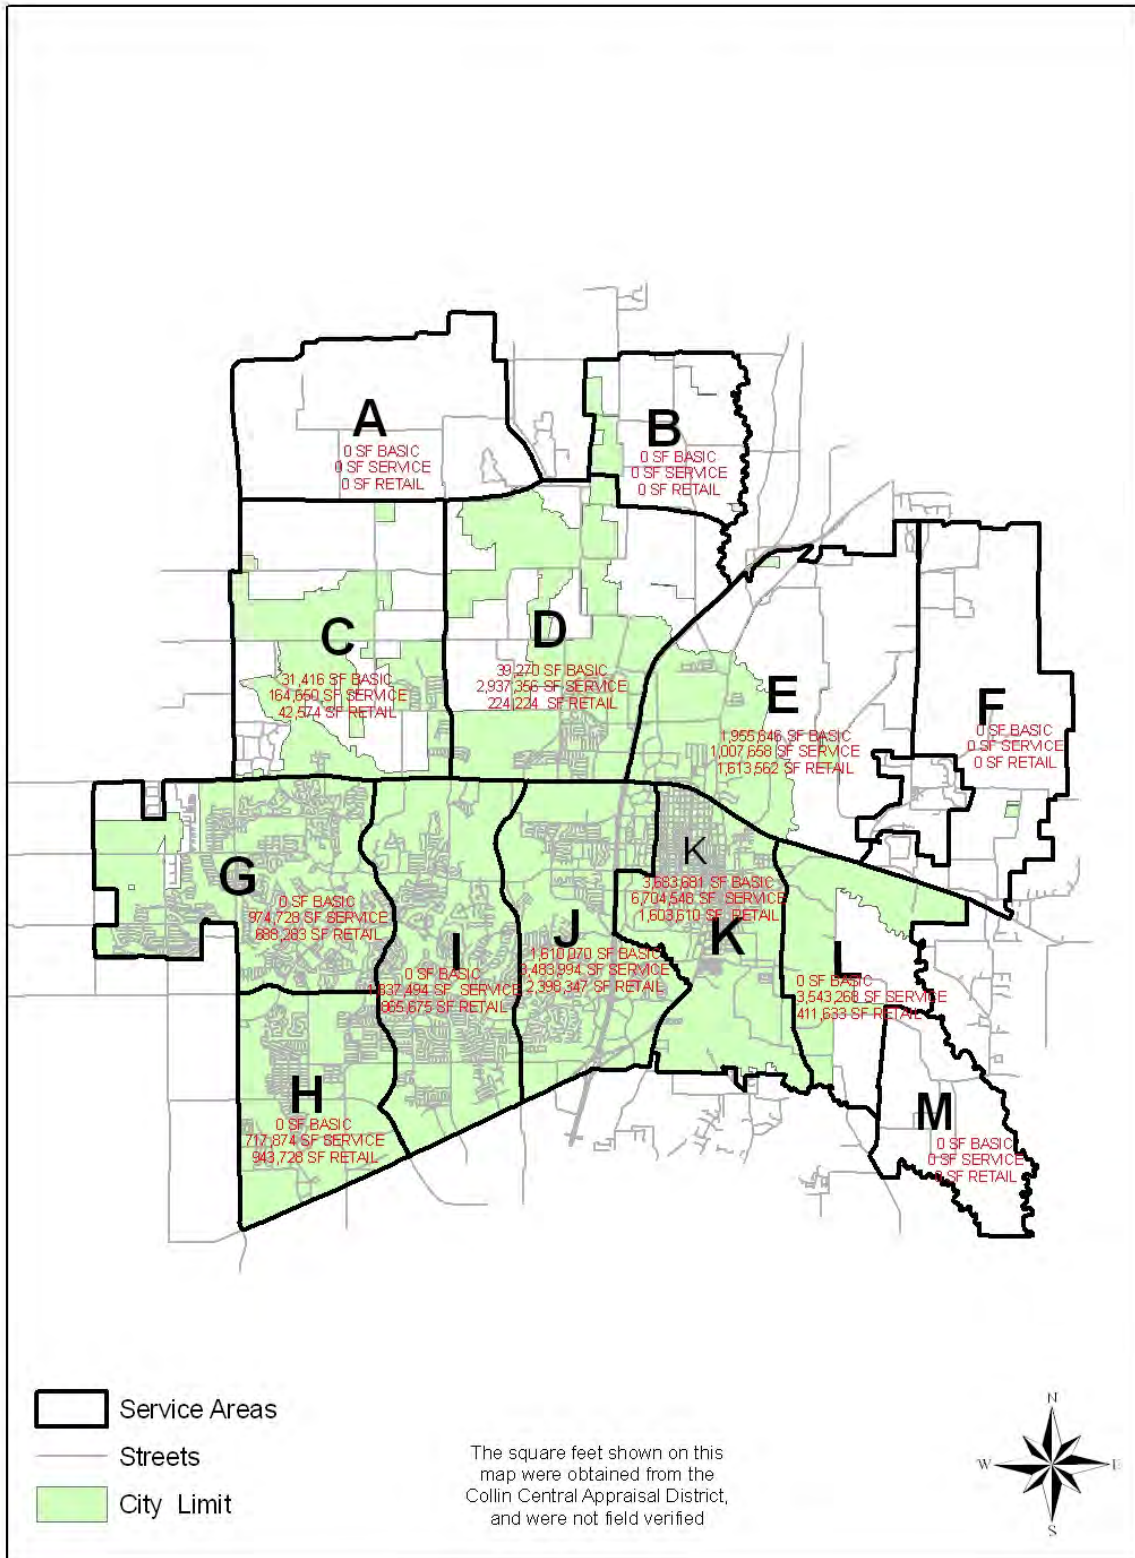 A
0 SF BASIC
0 SF SERVICE
0 SF RETAIL
B
0 SF BASIC
0 SF SERVICE
0 SF RETAIL
C
31,416 SF BASIC
164,650 SF SERVICE
42,574 SF RETAIL
D
39,270 SF BASIC
2,937,356 SF SERVICE
224,224 SF RETAIL
E
1,955,646 SF BASIC
1,007,658 SF SERVICE
1,613,562 SF RETAIL
F
0 SF BASIC
0 SF SERVICE
0 SF RETAIL
G
0 SF BASIC
974,728 SF SERVICE
688,283 SF RETAIL
H
0 SF BASIC
717,874 SF SERVICE
943,728 SF RETAIL
I
0 SF BASIC
SF SERVICE
865,675 SF RETAIL
J
1,610,070 SF BASIC
3,483,994 SF SERVICE
2,398,347 SF RETAIL
K
3,683,681 SF BASIC
6,704,548 SF SERVICE
1,603,610 SF RETAIL
K
L
0 SF BASIC
3,543,268 SF SERVICE
411,633 SF RETAIL
M
0 SF BASIC
0 SF SERVICE
0 SF RETAIL
Service Areas
Streets
City Limit
The square feet shown on this
map were obtained from the
Collin Central Appraisal District,
and were not field verified
N
W
E
S